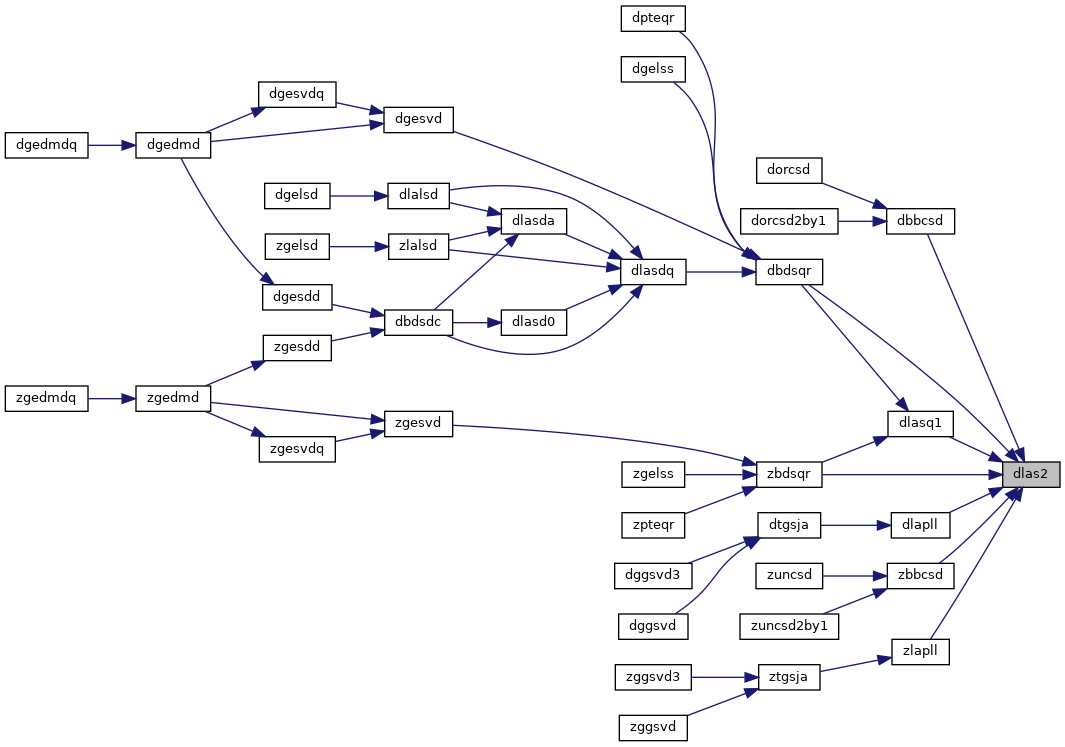 dpteqr
dgelss
dgesvdq
dgesvd
dgedmdq
dgedmd
dorcsd
dgelsd
dlalsd
dlasda
dorcsd2by1
dbbcsd
zgelsd
zlalsd
dlasdq
dbdsqr
dgesdd
dbdsdc
dlasd0
zgesdd
zgedmdq
zgedmd
zgesvd
dlasq1
zgesvdq
zgelss
zbdsqr
dlas2
zpteqr
dtgsja
dlapll
dggsvd3
zuncsd
zbbcsd
dggsvd
zuncsd2by1
zlapll
zggsvd3
ztgsja
zggsvd